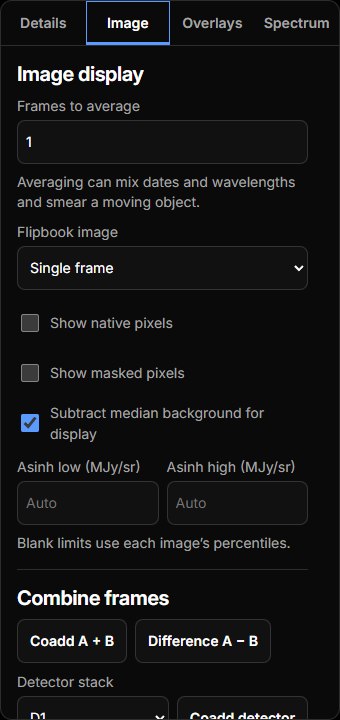 Details Image Overlays Spectrum
Image display
Frames to average
1
Averaging can mix dates and wavelengths
and smear a moving object.
Flipbook image
Single frame
Show native pixels
Show masked pixels
Subtract median background for
display
Asinh low (MJy/sr) Asinh high (MJy/sr)
Auto Auto
Blank limits use each image's percentiles.
Combine frames
Coadd A + B Difference A − B
Detector stack
D1 Coadd detector